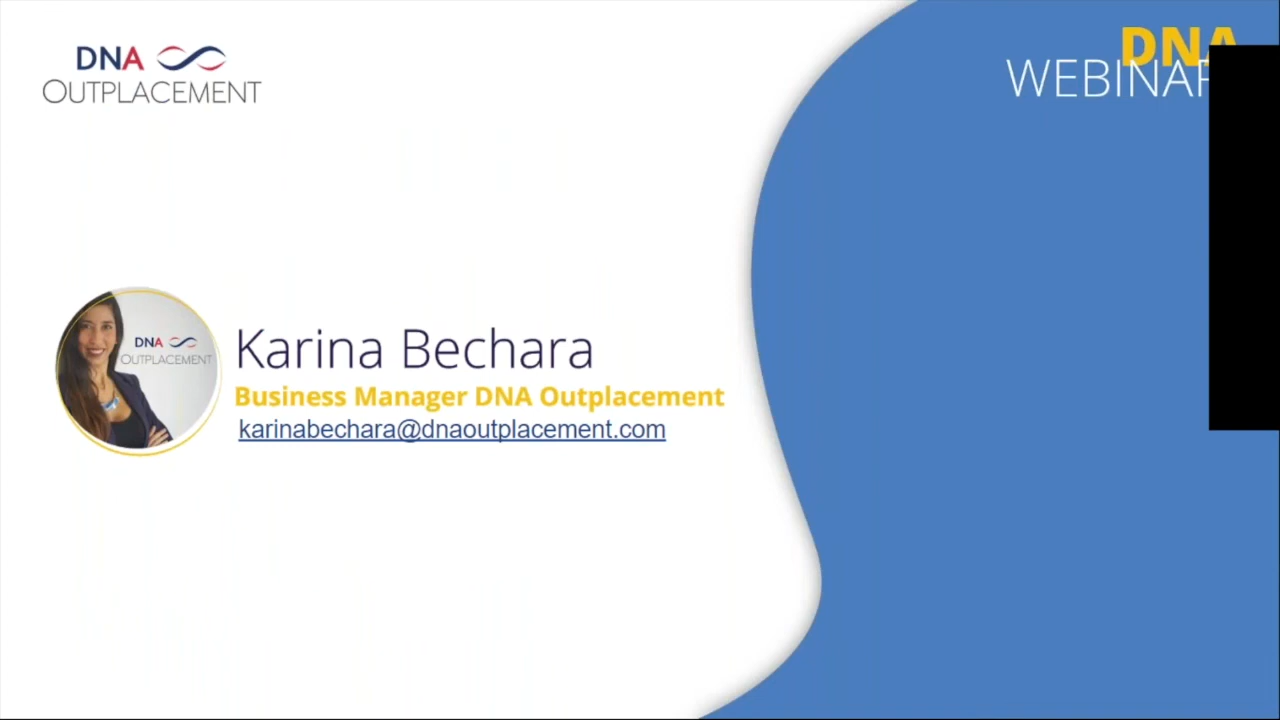 DNA
OUTPLACEMENT
DNA
WEBINAR
DNA
OUTPLACEMENT
Karina Bechara
Business Manager DNA Outplacement
karinabechara@dnaoutplacement.com